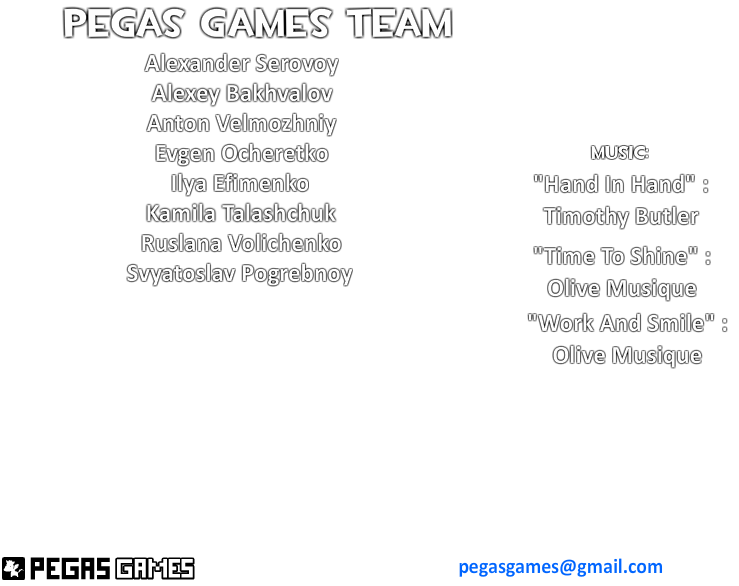 PEGAS GAMES TEAM
Alexander Serovoy
Alexey Bakhvalov
Anton Velmozhniy
Evgen Ocheretko
Ilya Efimenko
Kamila Talashchuk
Ruslana Volichenko
Svyatoslav Pogrebnoy
MUSIC:
"Hand In Hand" :
Timothy Butler
"Time To Shine" :
Olive Musique
"Work And Smile" :
Olive Musique
PEGAS GAMES
pegasgames@gmail.com